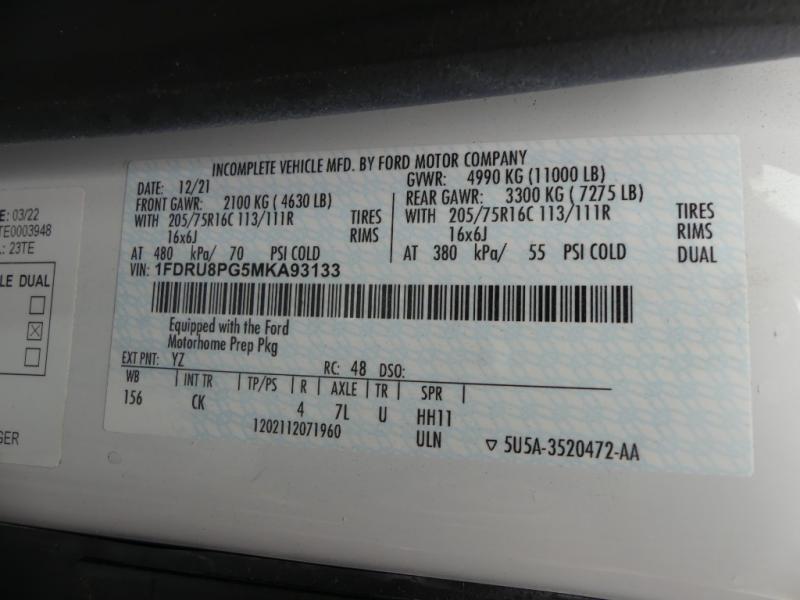 INCOMPLETE VEHICLE MFD. BY FORD MOTOR COMPANY
DATE: 12/21
GVWR: 4990 KG (11000 LB)
FRONT GAWR: 2100 KG ( 4630 LB)
REAR GAWR: 3300 KG ( 7275 LB)
WITH 205/75R16C 113/111R TIRES
WITH 205/75R16C 113/111R TIRES
16x6J RIMS
16x6J RIMS
AT 480 kPa/ 70 PSI COLD
AT 380 kPa/ 55 PSI COLD DUAL
VIN: 1FDRU8PG5MKA93133
Equipped with the Ford
Motorhome Prep Pkg
EXT PNT: YZ RC: 48 DSO:
WB INT TR TP/PS R AXLE TR SPR
156 CK 4 7L U HH11
1202112071960 ULN ▽ 5U5A-3520472-AA
E: 03/22
TE0003948
.: 23TE
LE DUAL
GER